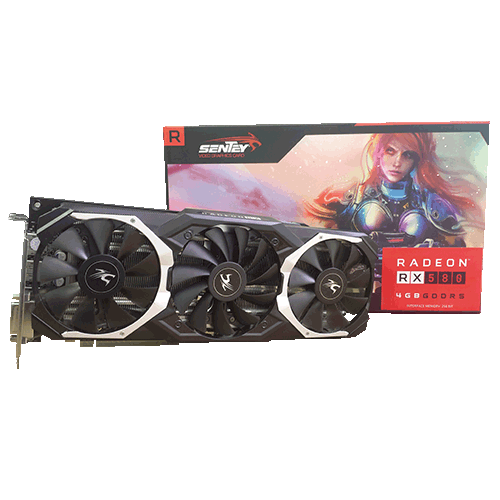 R
SENTEY
VIDEO GRAPHICS CARD
RADEON
RX 580
4GB GDDR5